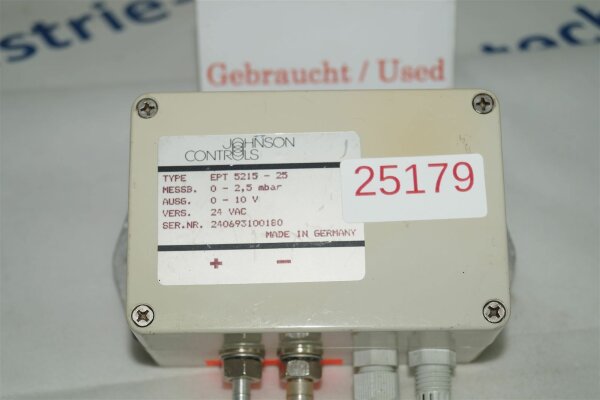 Gebraucht / Used
JOHNSON
CONTROLS
TYPE EPT 5215 - 25
MESSB. 0 - 2,5 mbar
AUSG. 0 - 10 V
VERS. 24 VAC
SER.NR. 240693100180
MADE IN GERMANY
+ -
25179